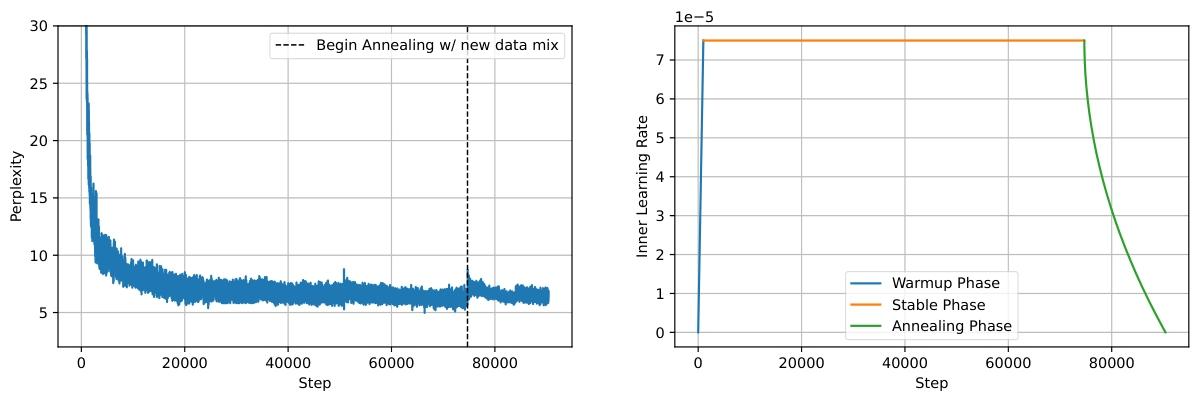 30
25
20
15
10
5
Perplexity
0 20000 40000 60000 80000
Step
Begin Annealing w/ new data mix
1e−5
7
6
5
4
3
2
1
0
Inner Learning Rate
0 20000 40000 60000 80000
Step
Warmup Phase
Stable Phase
Annealing Phase